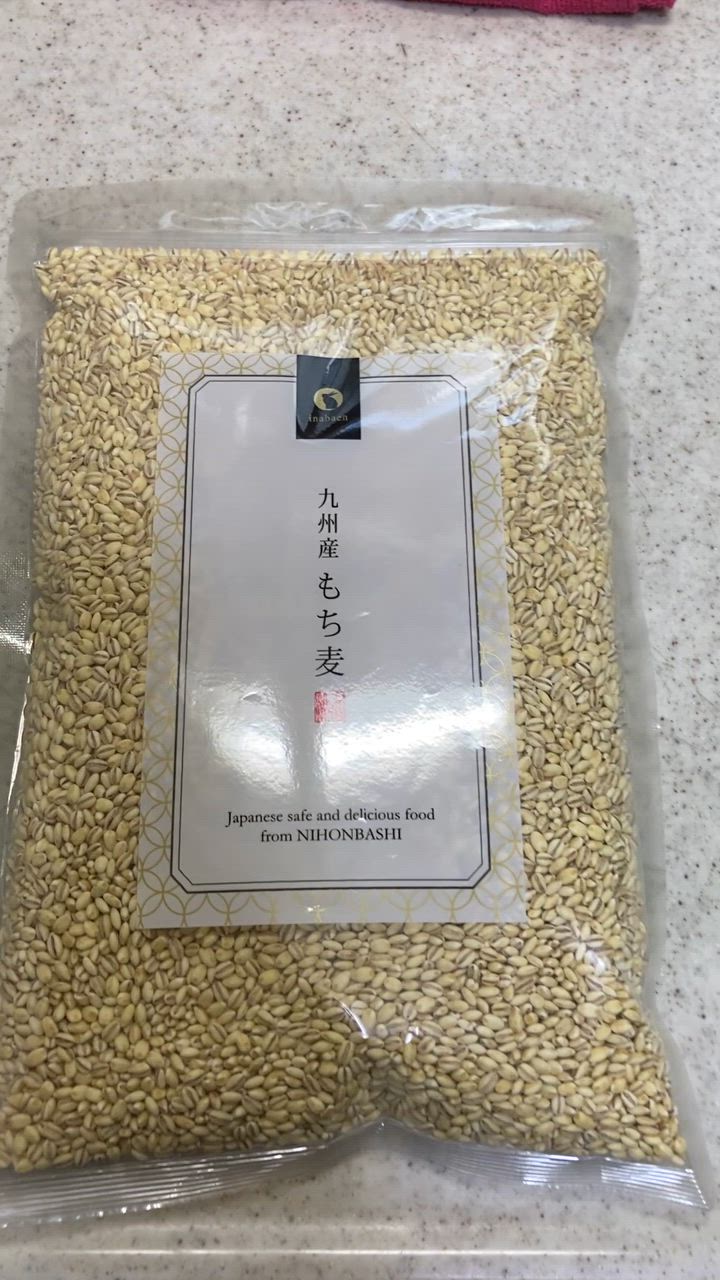 inabaen
九州産 もち麦
Japanese safe and delicious food
from NIHONBASHI